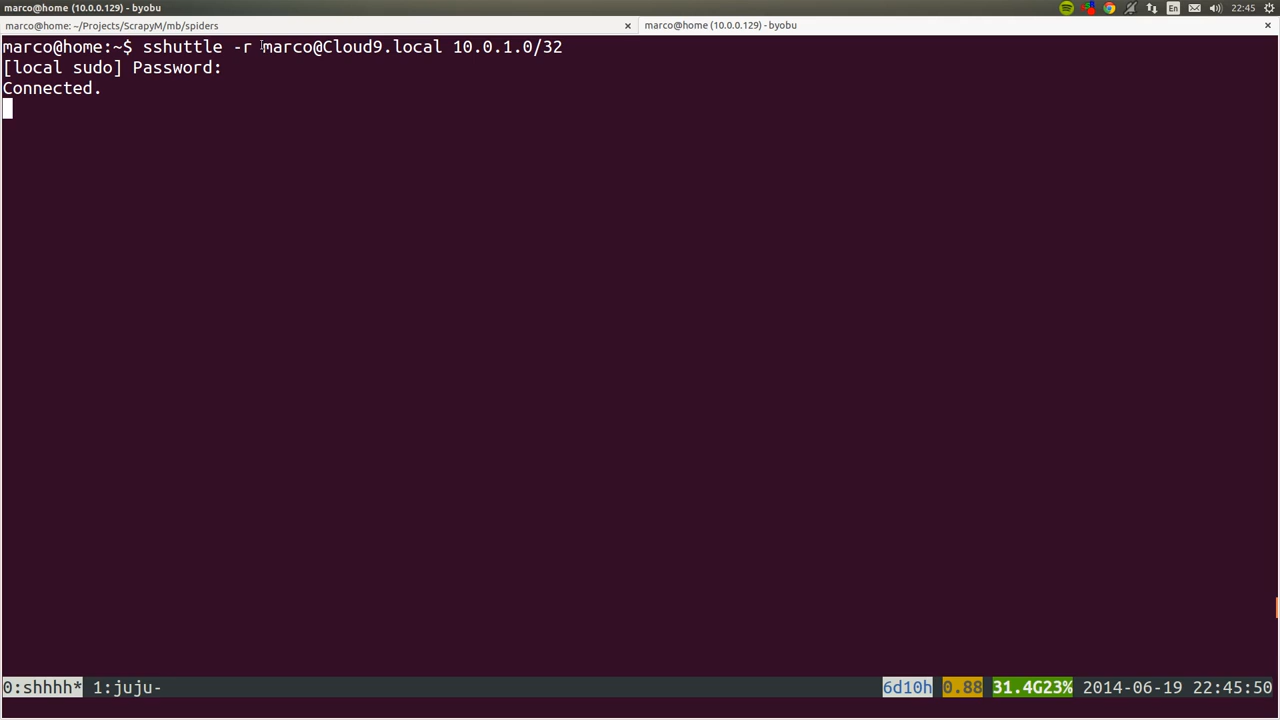 marco@home (10.0.0.129) - byobu
En
22:45
marco@home: ~/Projects/ScrapyM/mb/spiders
marco@home (10.0.0.129) - byobu
marco@home:~$ sshuttle -r marco@Cloud9.local 10.0.1.0/32
[local sudo] Password:
Connected.
0:shhhh* 1:juju-
6d10h 0.88 31.4G23% 2014-06-19 22:45:50